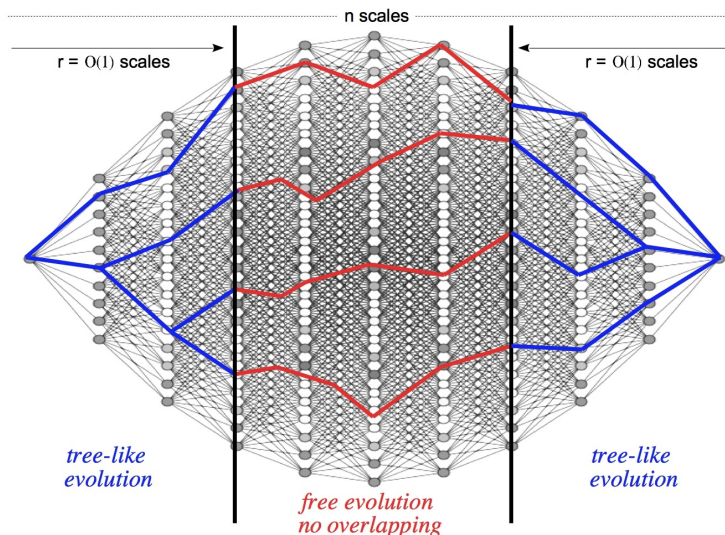 n scales
r = O(1) scales
r = O(1) scales
tree-like
evolution
free evolution
no overlapping
tree-like
evolution